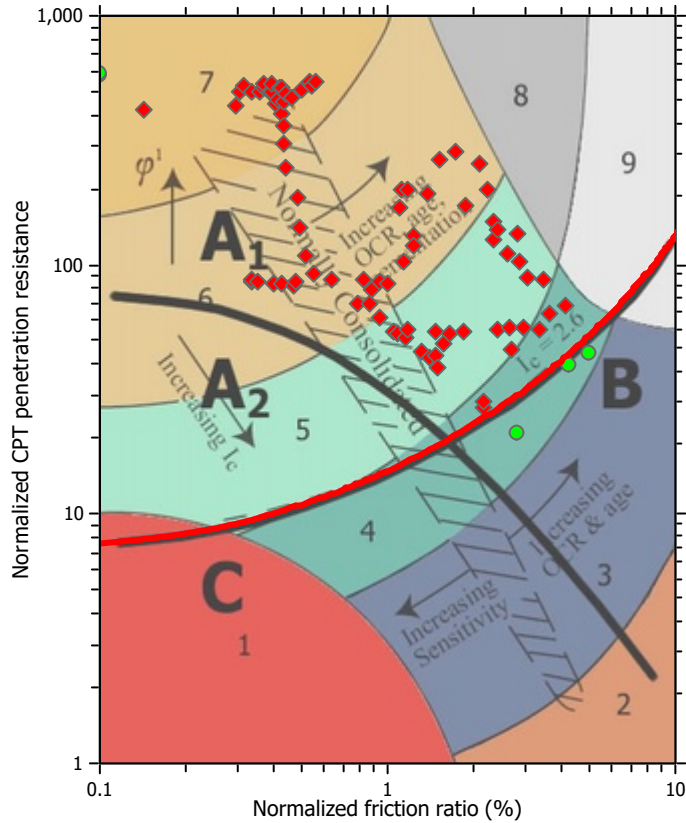 1,000
100
10
1
0.1
1
10
Normalized CPT penetration resistance
Normalized friction ratio (%)
7
8
9
φ¹
A₁
6
Normally Consolidated
Increasing
OCR, age,
cementation
A₂
Increasing Ic
5
Ic = 2.6
B
4
Increasing
OCR & age
3
C
1
Increasing
Sensitivity
2